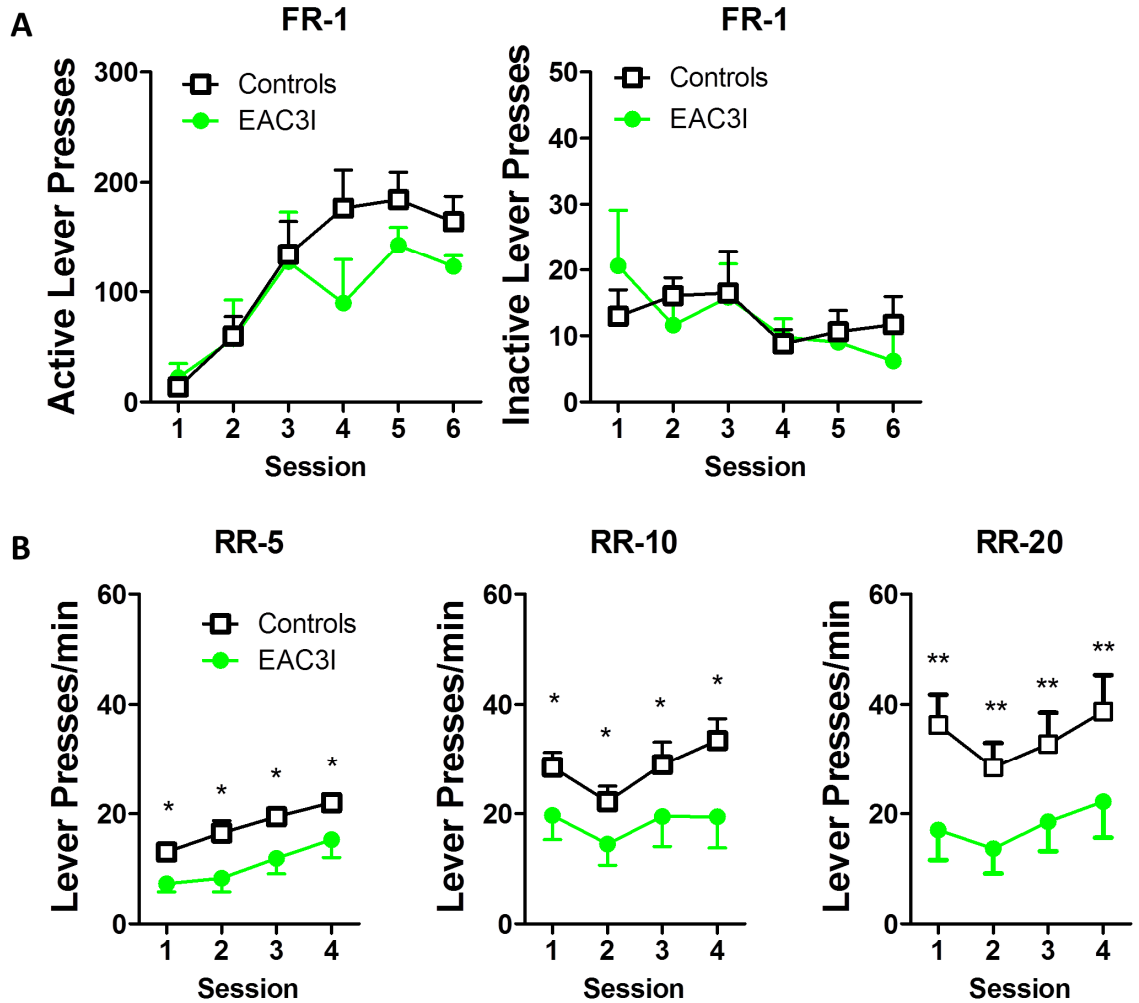 A
FR-1
FR-1
Active Lever Presses
300
200
100
0
Controls
EAC3I
1 2 3 4 5 6
Session
Inactive Lever Presses
50
40
30
20
10
0
Controls
EAC3I
1 2 3 4 5 6
Session
B
RR-5
RR-10
RR-20
Lever Presses/min
60
40
20
0
Controls
EAC3I
* * * *
1 2 3 4
Session
Lever Presses/min
60
40
20
0
* * * *
1 2 3 4
Session
Lever Presses/min
60
40
20
0
** ** ** **
1 2 3 4
Session